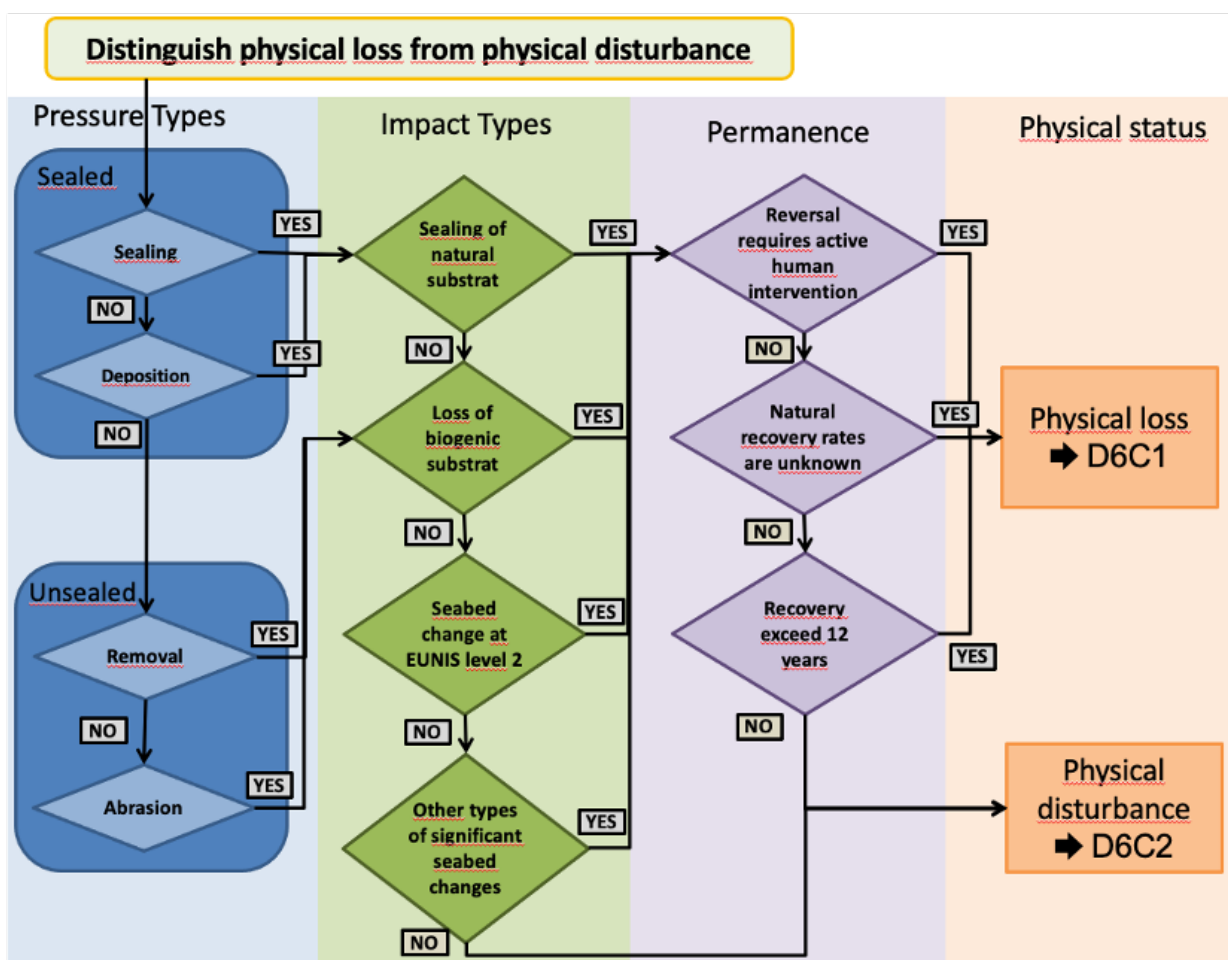 Distinguish physical loss from physical disturbance
Pressure Types
Impact Types
Permanence
Physical status
Sealed
Sealing
YES
NO
Deposition
YES
NO
Unsealed
Removal
YES
NO
Abrasion
YES
Sealing of
natural
substrat
YES
NO
Loss of
biogenic
substrat
YES
NO
Seabed
change at
EUNIS level 2
YES
NO
Other types
of significant
seabed
changes
YES
NO
Reversal
requires active
human
intervention
YES
NO
Natural
recovery rates
are unknown
YES
NO
Recovery
exceed 12
years
YES
NO
Physical loss
➡ D6C1
Physical
disturbance
➡ D6C2